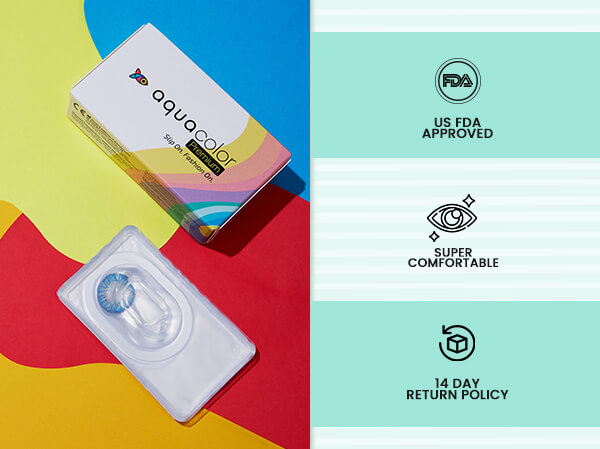 aquacolor
Premium
Slip On. Fashion On.
FDA
US FDA
APPROVED
SUPER
COMFORTABLE
14 DAY
RETURN POLICY